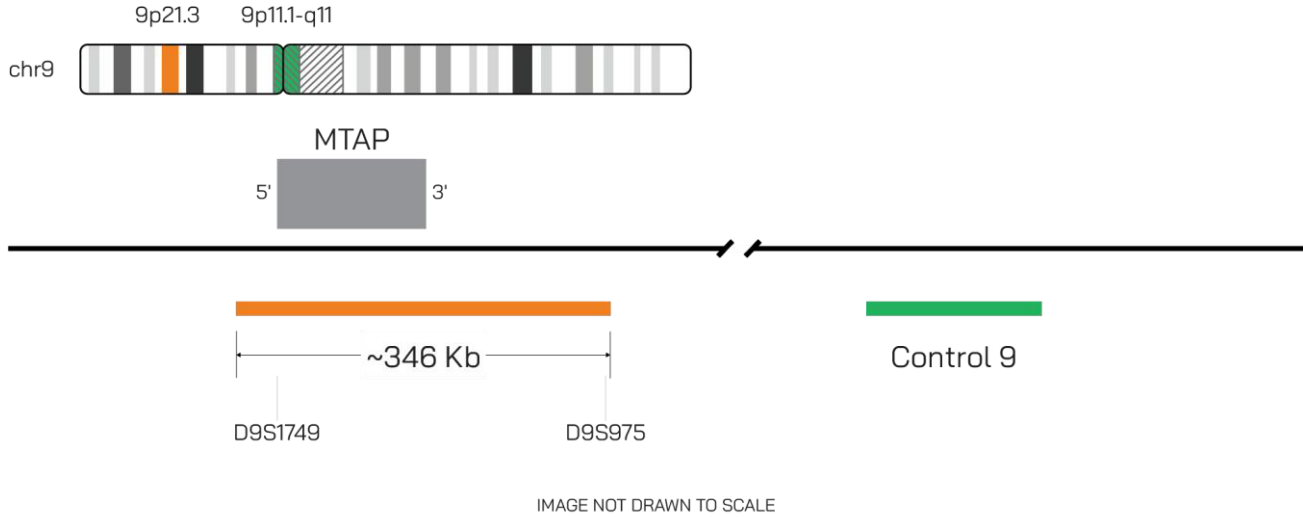 9p21.3 9p11.1-q11
chr9
MTAP
5' 3'
~346 Kb Control 9
D9S1749 D9S975
IMAGE NOT DRAWN TO SCALE